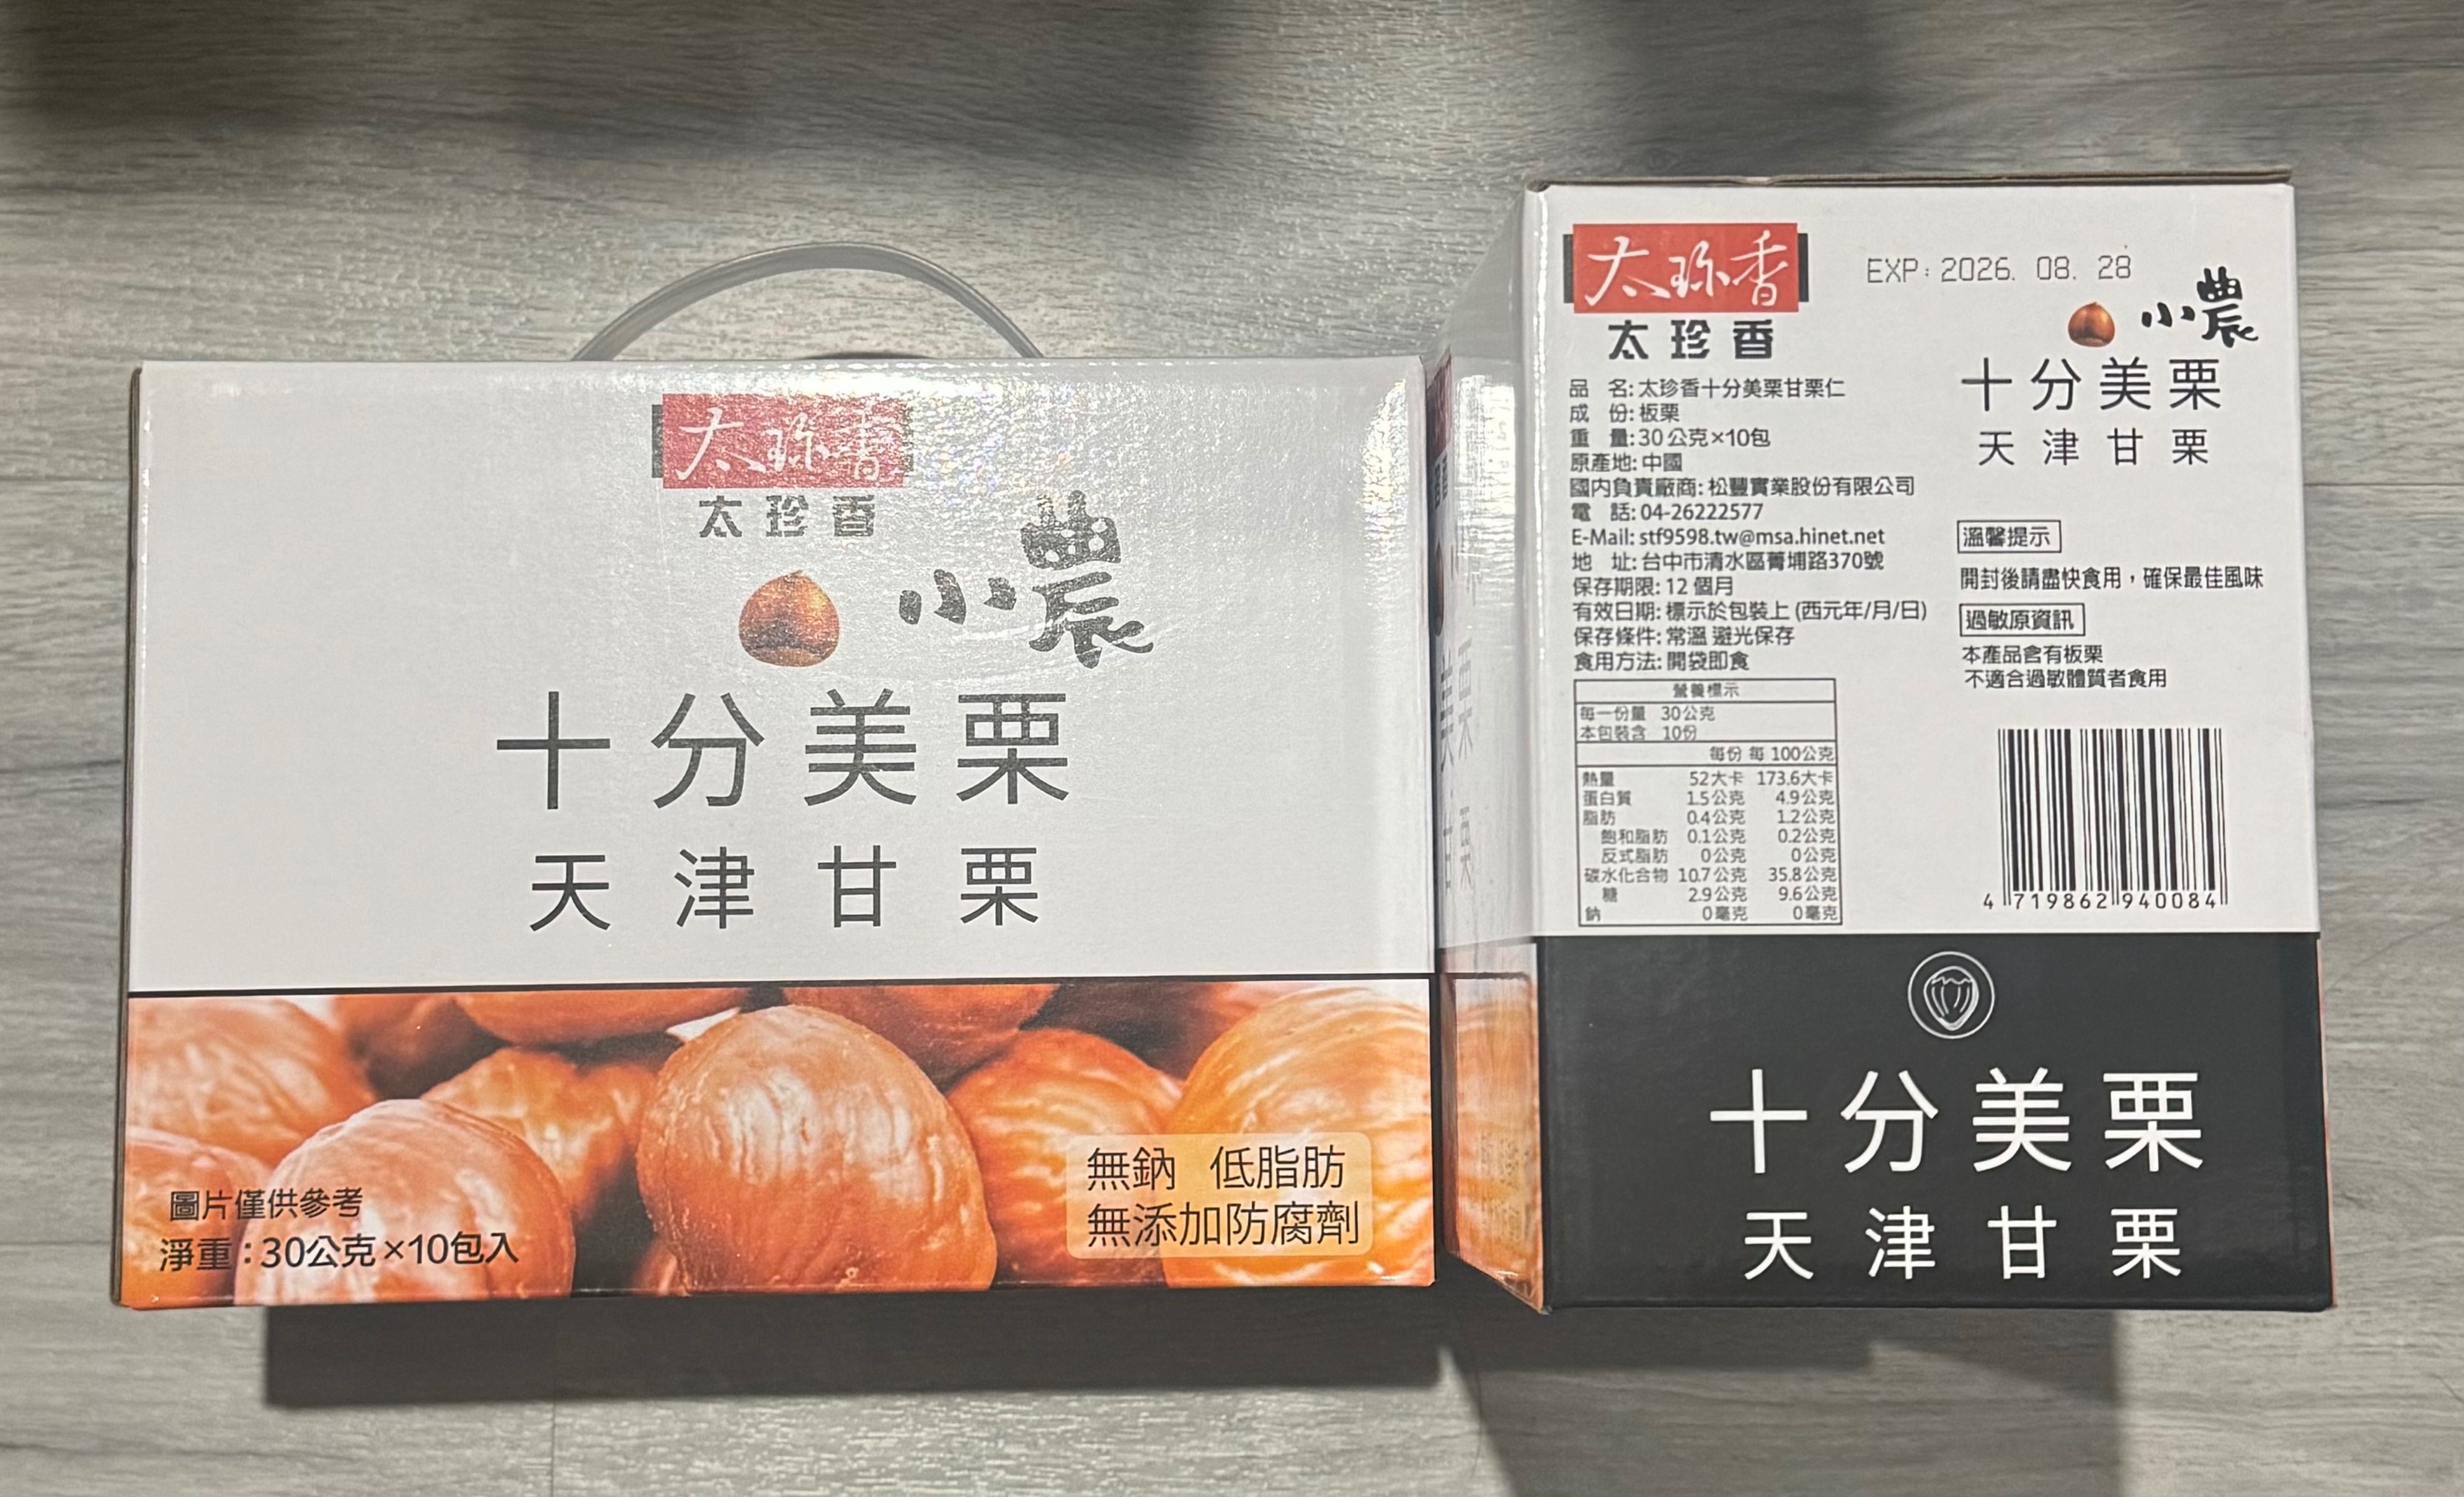 太珍香
太珍香
小農
十分美栗
天津甘栗
圖片僅供參考
淨重：30公克×10包入
無鈉 低脂肪
無添加防腐劑
太珍香
太珍香
EXP: 2026. 08. 28
小農
十分美栗
天津甘栗
品 名: 太珍香十分美栗甘栗仁
成 份: 板栗
重 量: 30公克×10包
原產地: 中國
國內負責廠商: 松豐實業股份有限公司
電 話: 04-26222577
E-Mail: stf9598.tw@msa.hinet.net
地 址: 台中市清水區菁埔路370號
保存期限: 12個月
有效日期: 標示於包裝上 (西元年/月/日)
保存條件: 常溫 避光保存
食用方法: 開袋即食
營養標示
每一份量 30公克
本包裝含 10份
每份 每 100公克
熱量 52大卡 173.6大卡
蛋白質 1.5公克 4.9公克
脂肪 0.4公克 1.2公克
飽和脂肪 0.1公克 0.2公克
反式脂肪 0公克 0公克
碳水化合物 10.7公克 35.8公克
糖 2.9公克 9.6公克
鈉 0毫克 0毫克
溫馨提示
開封後請盡快食用，確保最佳風味
過敏原資訊
本產品含有板栗
不適合過敏體質者食用
4 719862 940084
十分美栗
天津甘栗